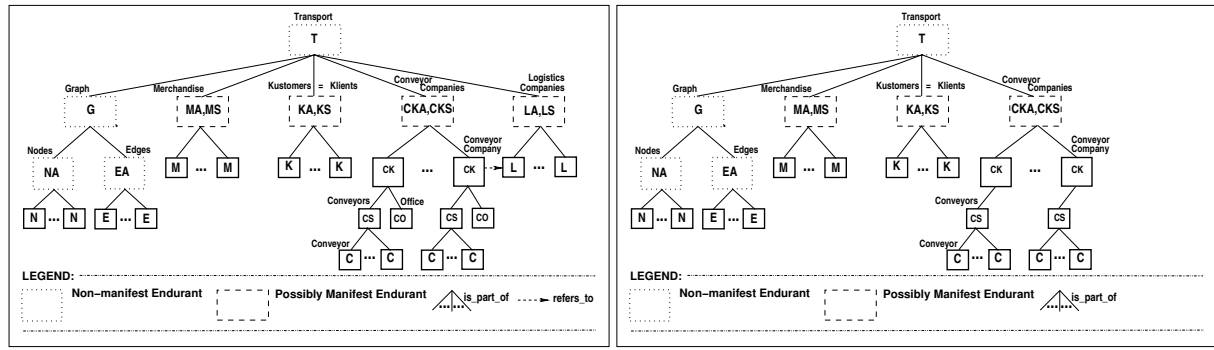 Transport
T
Conveyor
Logistics
Graph
Merchandise
Kustomers = Klients
Companies
Companies
G
MA,MS
KA,KS
CKA,CKS
LA,LS
Conveyor
Company
Nodes
Edges
NA
EA
M ... M
K ... K
CK ... CK
L ... L
Conveyors
Office
N ... N
E ... E
CS
CO
CS
CO
Conveyor
C ... C
C ... C
LEGEND:
Non-manifest Endurant
Possibly Manifest Endurant
... ...
is_part_of
refers_to
Transport
T
Conveyor
Graph
Merchandise
Kustomers = Klients
Companies
G
MA,MS
KA,KS
CKA,CKS
Conveyor
Company
Nodes
Edges
NA
EA
M ... M
K ... K
CK ... CK
Conveyors
N ... N
E ... E
CS
CS
Conveyor
C ... C
C ... C
LEGEND:
Non-manifest Endurant
Possibly Manifest Endurant
... ...
is_part_of